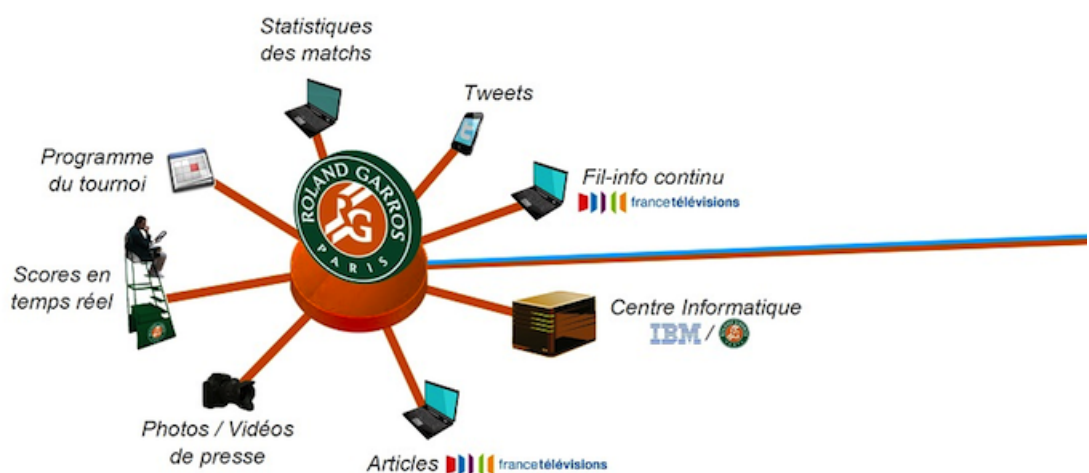 Statistiques
des matchs
Tweets
Programme
du tournoi
Fil-info continu
francetélévisions
ROLAND GARROS
RG
PARIS
Scores en
temps réel
Centre Informatique
IBM /
Photos / Vidéos
de presse
Articles francetélévisions